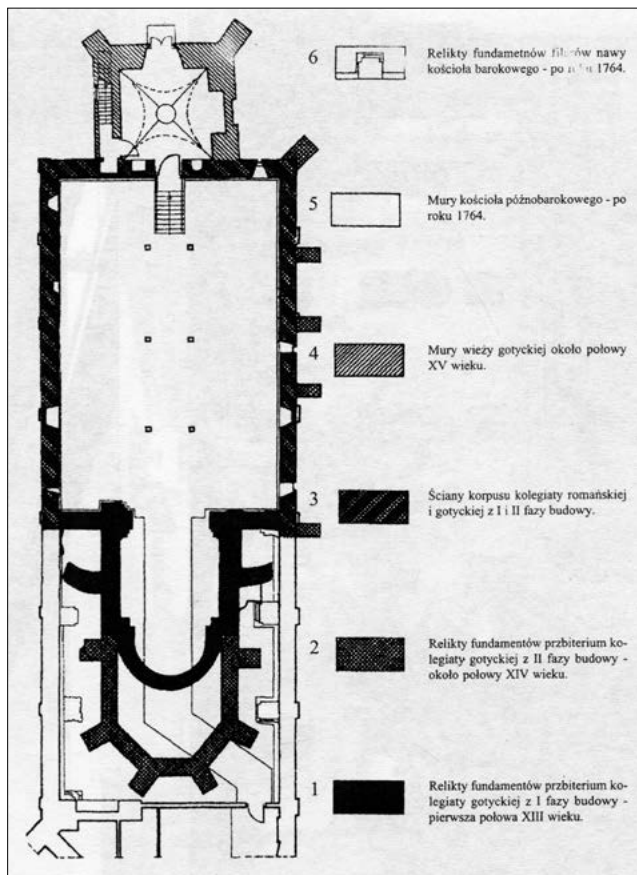 6
Relikty fundametnów filarów nawy
kościoła barokowego - po roku 1764.
5
Mury kościoła późnobarokowego - po
roku 1764.
4
Mury wieży gotyckiej około połowy
XV wieku.
3
Ściany korpusu kolegiaty romańskiej
i gotyckiej z I i II fazy budowy.
2
Relikty fundamentów przbiterium ko-
legiaty gotyckiej z II fazy budowy -
około połowy XIV wieku.
1
Relikty fundamentów przbiterium ko-
legiaty gotyckiej z I fazy budowy -
pierwsza połowa XIII wieku.